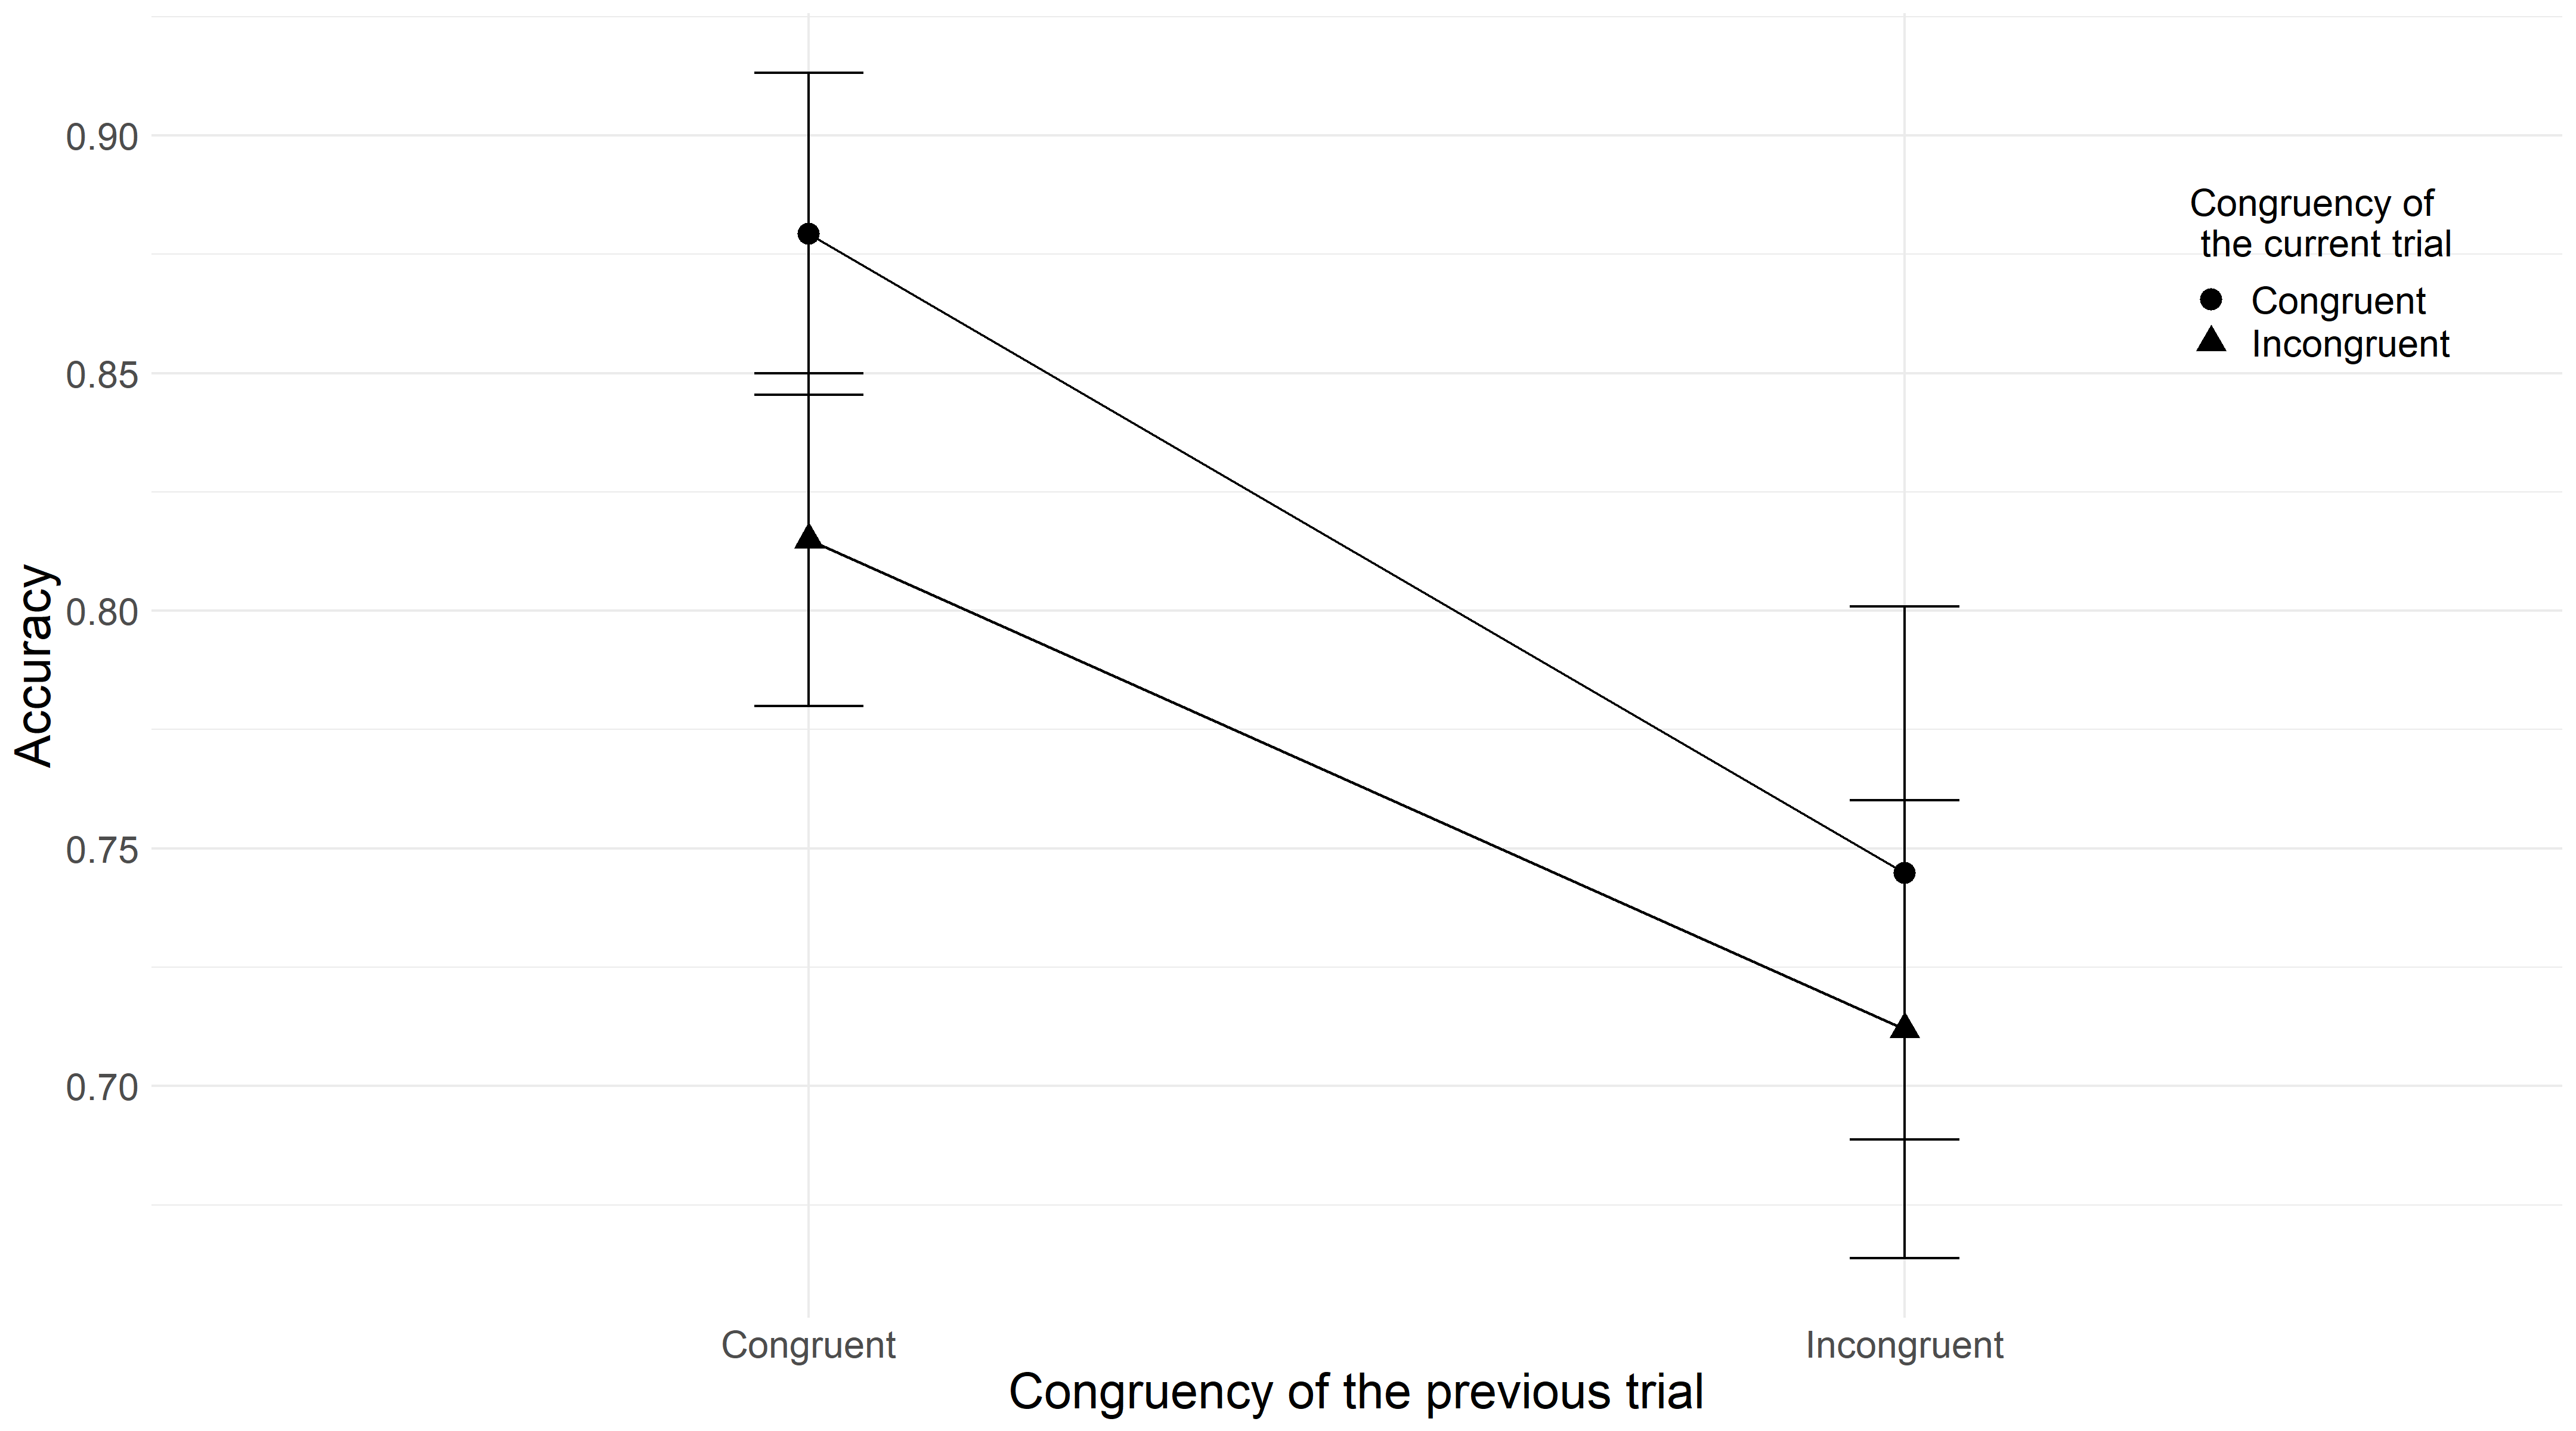 0.90
0.85
0.80
0.75
0.70
Accuracy
Congruency of
the current trial
Congruent
Incongruent
Congruent
Incongruent
Congruency of the previous trial